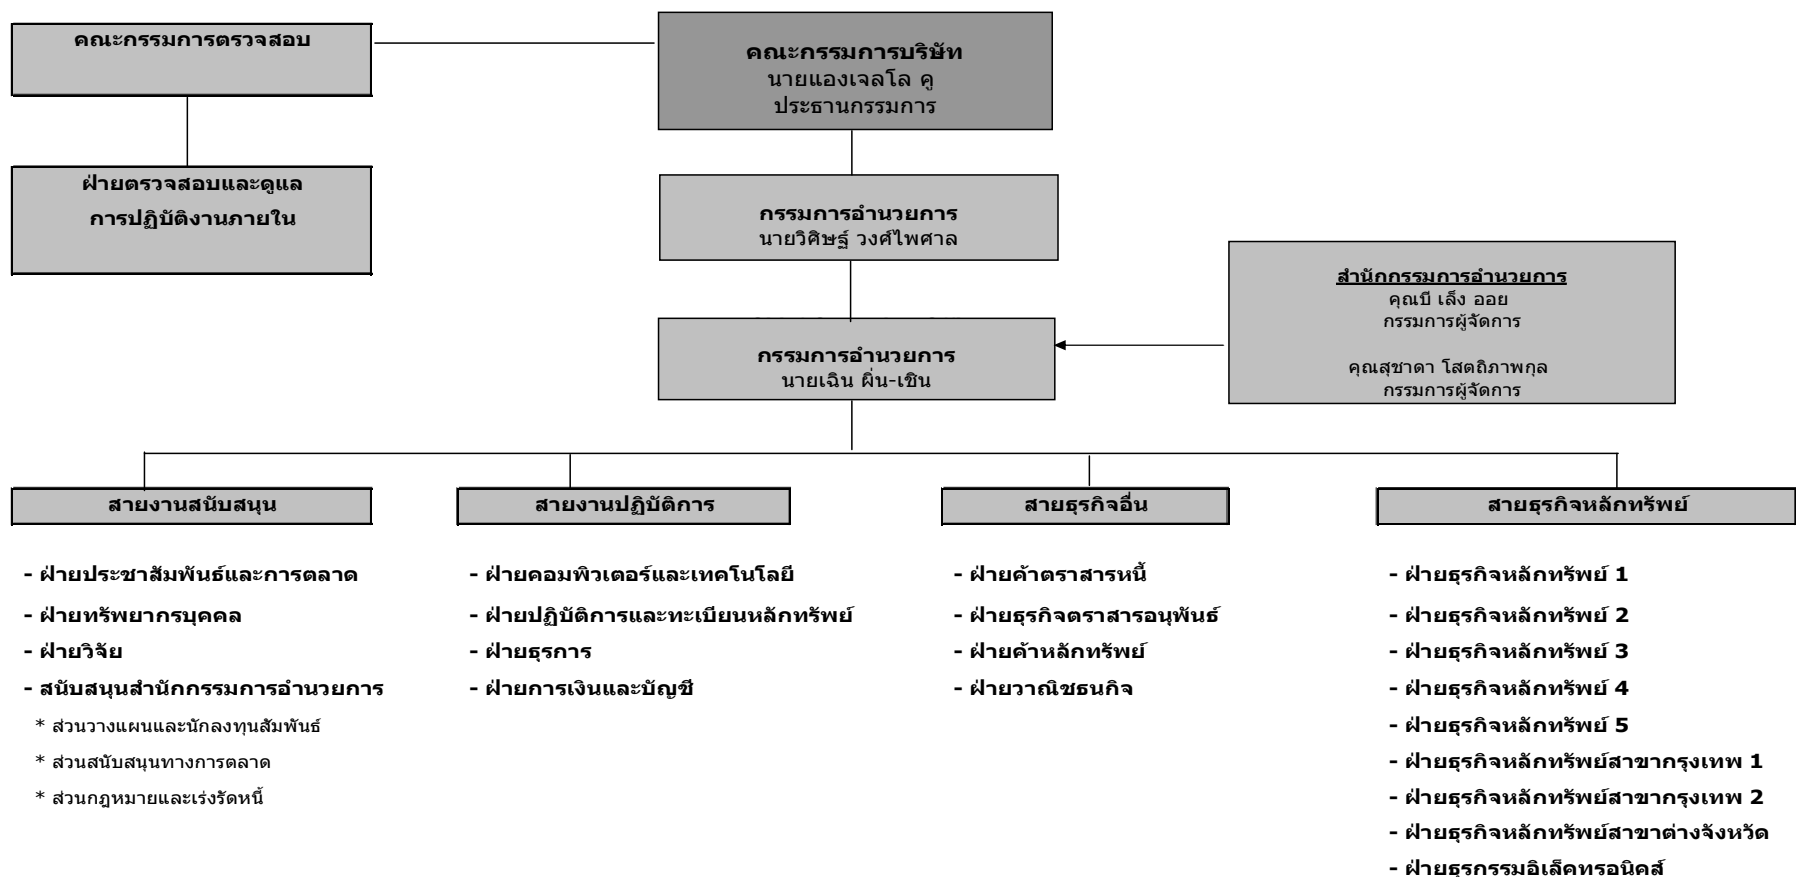 คณะกรรมการตรวจสอบ
คณะกรรมการบริษัท
นายแองเจลโล คู
ประธานกรรมการ
ฝ่ายตรวจสอบและดูแล
การปฏิบัติงานภายใน
กรรมการอำนวยการ
นายวิศิษฐ์ วงศ์ไพศาล
สำนักกรรมการอำนวยการ
คุณบี เล็ง ออย
กรรมการผู้จัดการ
คุณสุชาดา โสตถิภาพกุล
กรรมการผู้จัดการ
กรรมการอำนวยการ
นายเฉิน ผิ่น-เชิน
สายงานสนับสนุน
- ฝ่ายประชาสัมพันธ์และการตลาด
- ฝ่ายทรัพยากรบุคคล
- ฝ่ายวิจัย
- สนับสนุนสำนักกรรมการอำนวยการ
* ส่วนวางแผนและนักลงทุนสัมพันธ์
* ส่วนสนับสนุนทางการตลาด
* ส่วนกฎหมายและเร่งรัดหนี้
สายงานปฏิบัติการ
- ฝ่ายคอมพิวเตอร์และเทคโนโลยี
- ฝ่ายปฏิบัติการและทะเบียนหลักทรัพย์
- ฝ่ายธุรการ
- ฝ่ายการเงินและบัญชี
สายธุรกิจอื่น
- ฝ่ายค้าตราสารหนี้
- ฝ่ายธุรกิจตราสารอนุพันธ์
- ฝ่ายค้าหลักทรัพย์
- ฝ่ายวาณิชธนกิจ
สายธุรกิจหลักทรัพย์
- ฝ่ายธุรกิจหลักทรัพย์ 1
- ฝ่ายธุรกิจหลักทรัพย์ 2
- ฝ่ายธุรกิจหลักทรัพย์ 3
- ฝ่ายธุรกิจหลักทรัพย์ 4
- ฝ่ายธุรกิจหลักทรัพย์ 5
- ฝ่ายธุรกิจหลักทรัพย์สาขากรุงเทพ 1
- ฝ่ายธุรกิจหลักทรัพย์สาขากรุงเทพ 2
- ฝ่ายธุรกิจหลักทรัพย์สาขาต่างจังหวัด
- ฝ่ายธุรกรรมอิเล็คทรอนิคส์